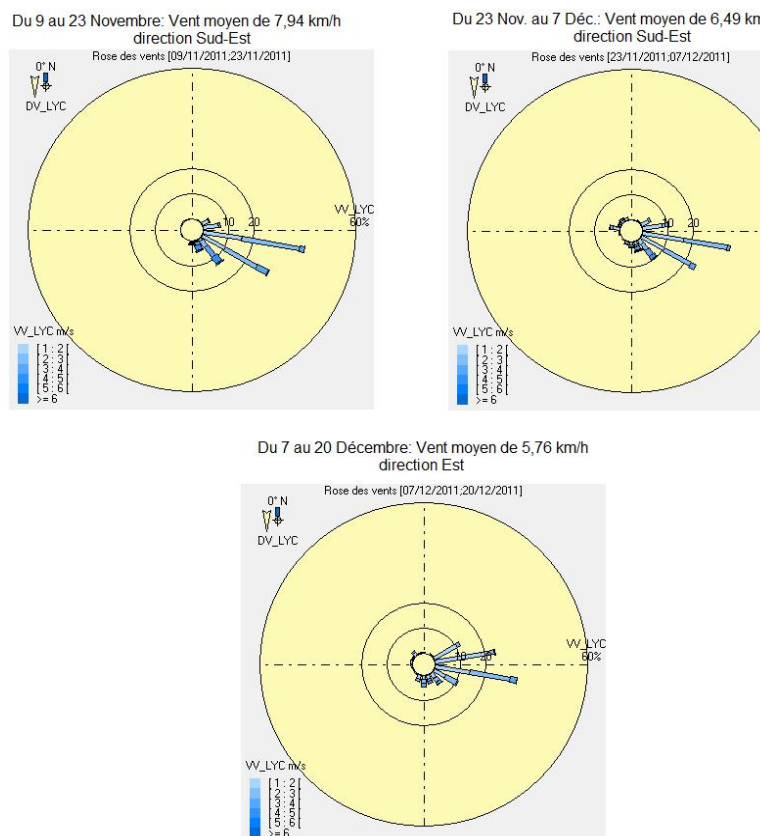 Du 9 au 23 Novembre: Vent moyen de 7,94 km/h
direction Sud-Est
Rose des vents [09/11/2011;23/11/2011]
0° N
DV_LYC
VV_LYC
10 20 60%
VV_LYC m/s
[ 1 : 2 [
[ 2 : 3 [
[ 3 : 4 [
[ 4 : 5 [
[ 5 : 6 [
>= 6
Du 23 Nov. au 7 Déc.: Vent moyen de 6,49 km
direction Sud-Est
Rose des vents [23/11/2011;07/12/2011]
0° N
DV_LYC
10 20
VV_LYC m/s
[ 1 : 2 [
[ 2 : 3 [
[ 3 : 4 [
[ 4 : 5 [
[ 5 : 6 [
>= 6
Du 7 au 20 Décembre: Vent moyen de 5,76 km/h
direction Est
Rose des vents [07/12/2011;20/12/2011]
0° N
DV_LYC
VV_LYC
10 20 60%
VV_LYC m/s
[ 1 : 2 [
[ 2 : 3 [
[ 3 : 4 [
[ 4 : 5 [
[ 5 : 6 [
>= 6